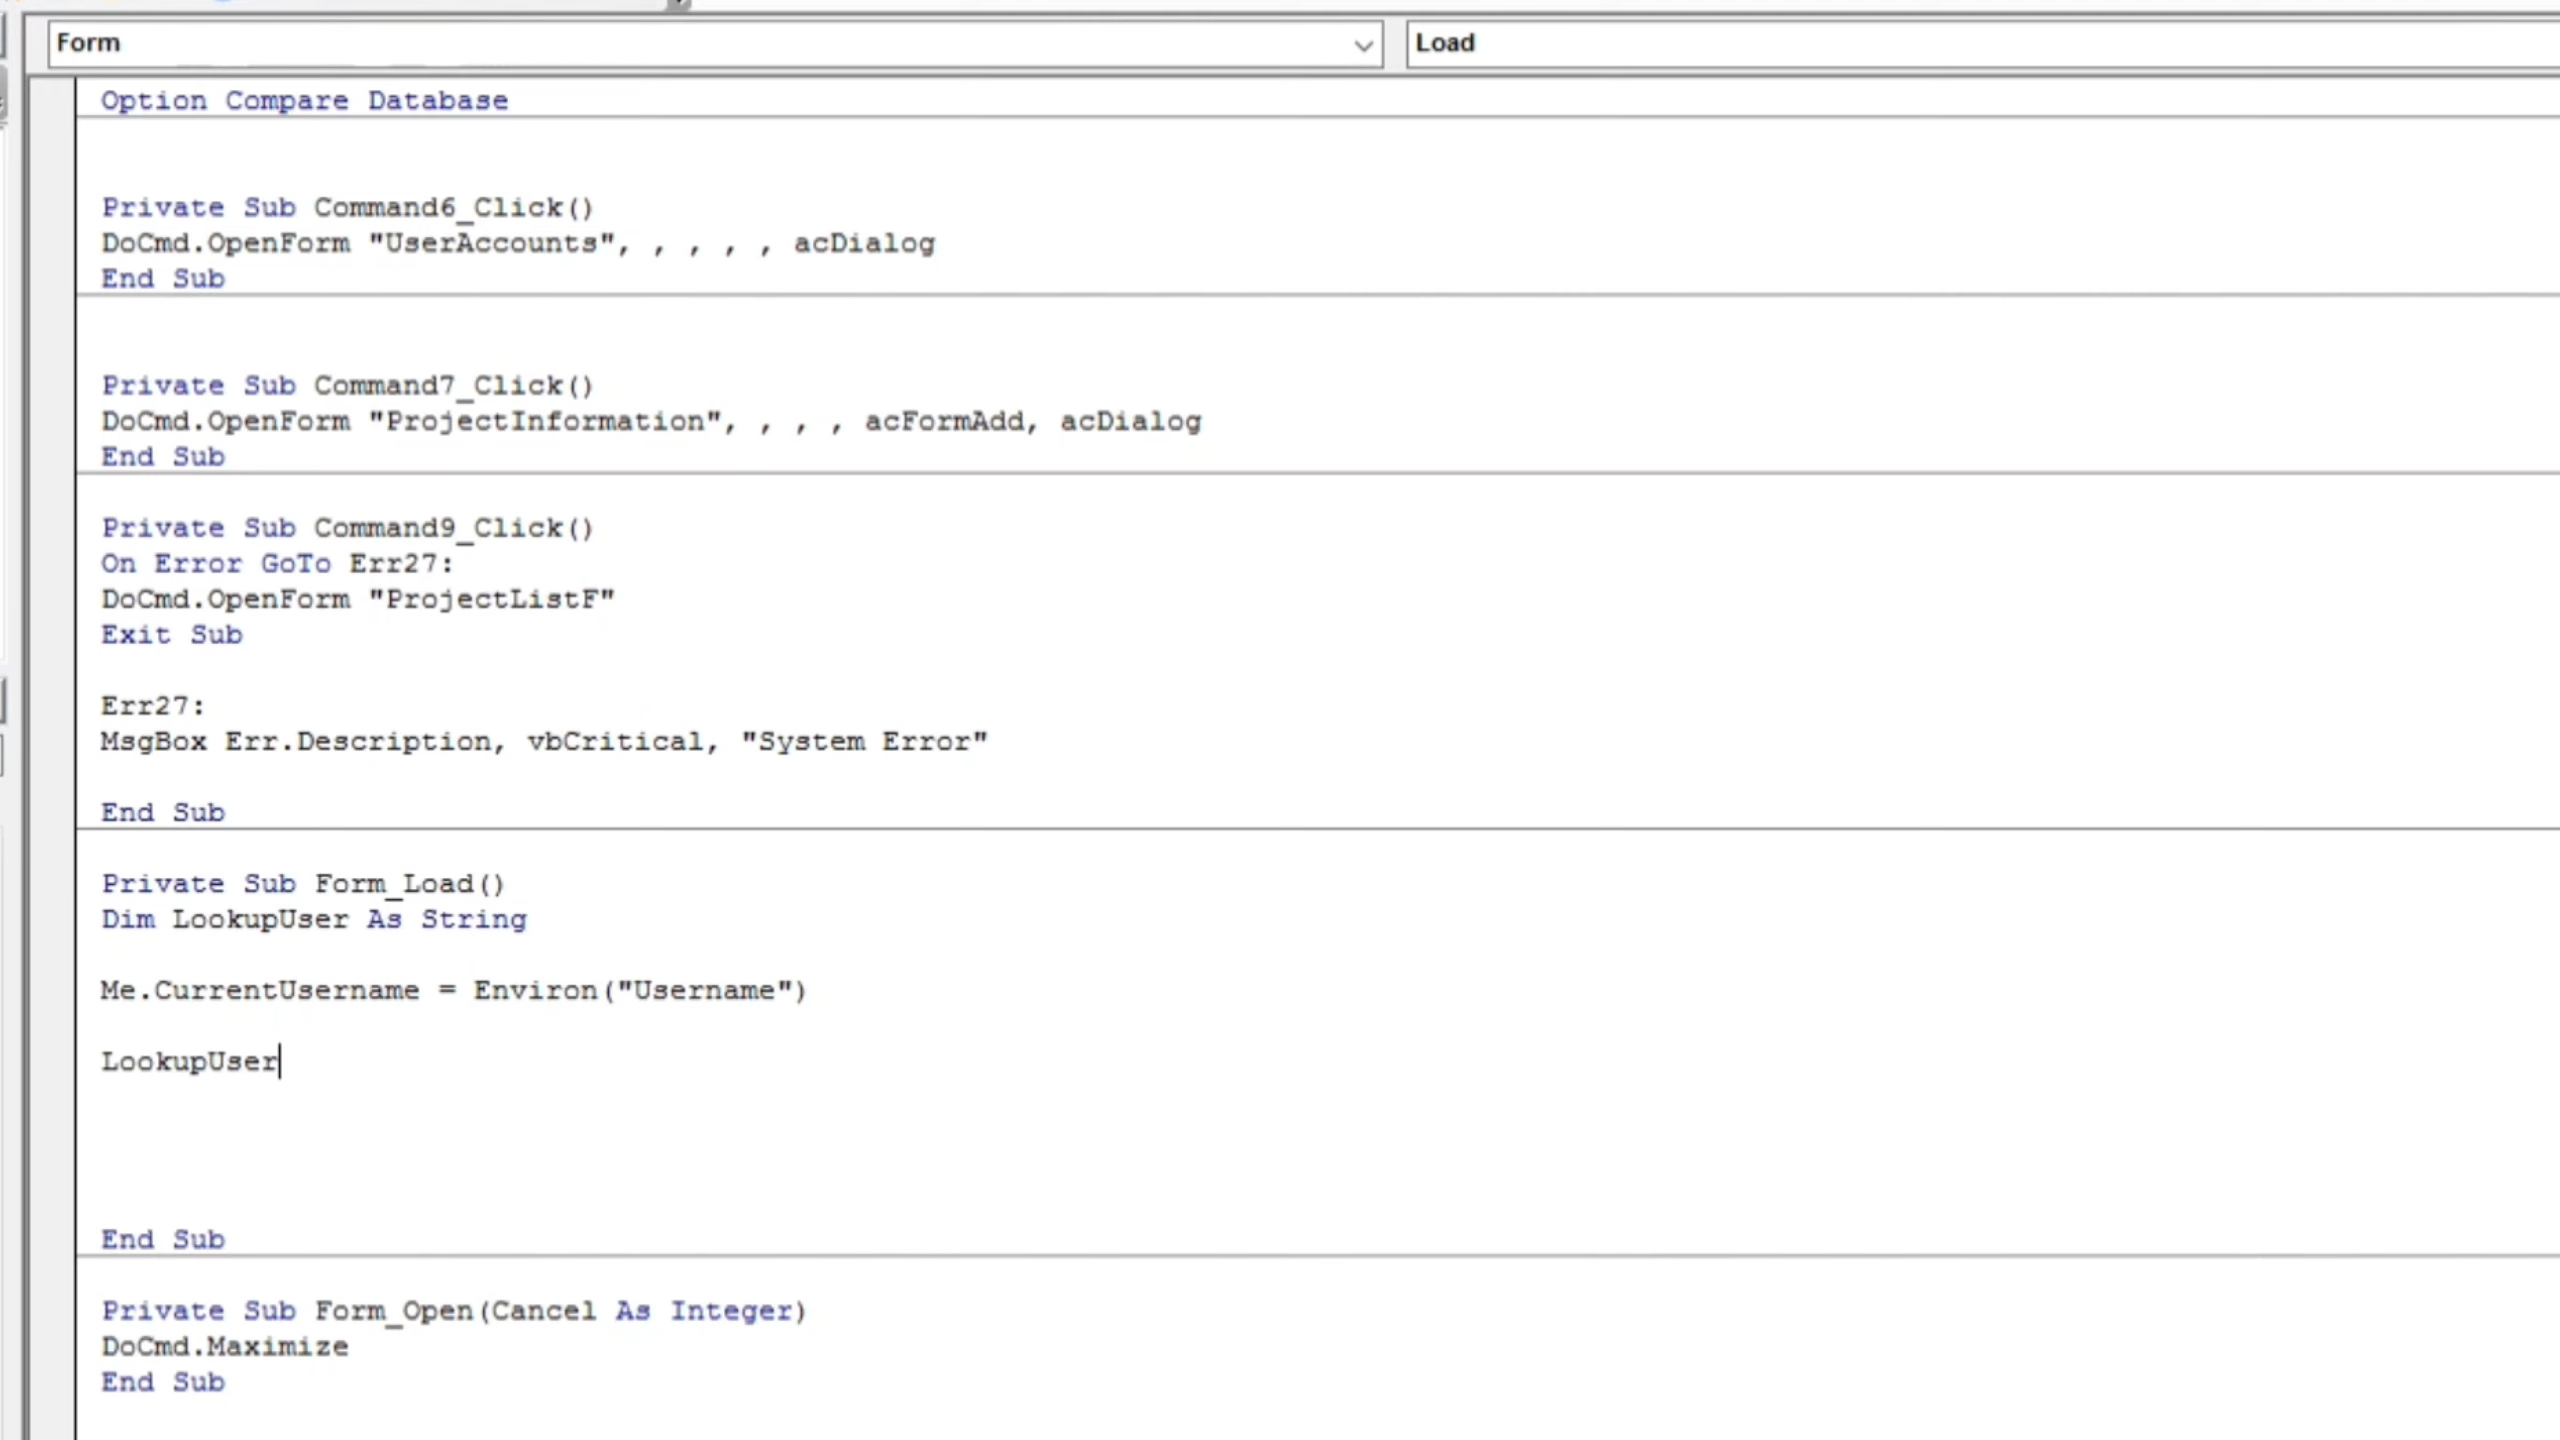 Form
Load
Option Compare Database
Private Sub Command6_Click()
DoCmd.OpenForm "UserAccounts", , , , , acDialog
End Sub
Private Sub Command7_Click()
DoCmd.OpenForm "ProjectInformation", , , , acFormAdd, acDialog
End Sub
Private Sub Command9_Click()
On Error GoTo Err27:
DoCmd.OpenForm "ProjectListF"
Exit Sub
Err27:
MsgBox Err.Description, vbCritical, "System Error"
End Sub
Private Sub Form_Load()
Dim LookupUser As String
Me.CurrentUsername = Environ("Username")
LookupUser
End Sub
Private Sub Form_Open(Cancel As Integer)
DoCmd.Maximize
End Sub